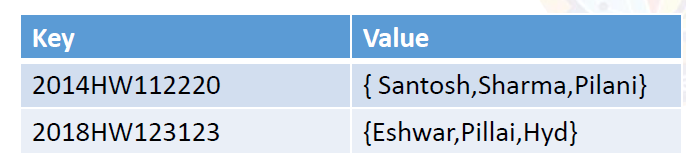 Key Value
2014HW112220 { Santosh,Sharma,Pilani}
2018HW123123 {Eshwar,Pillai,Hyd}